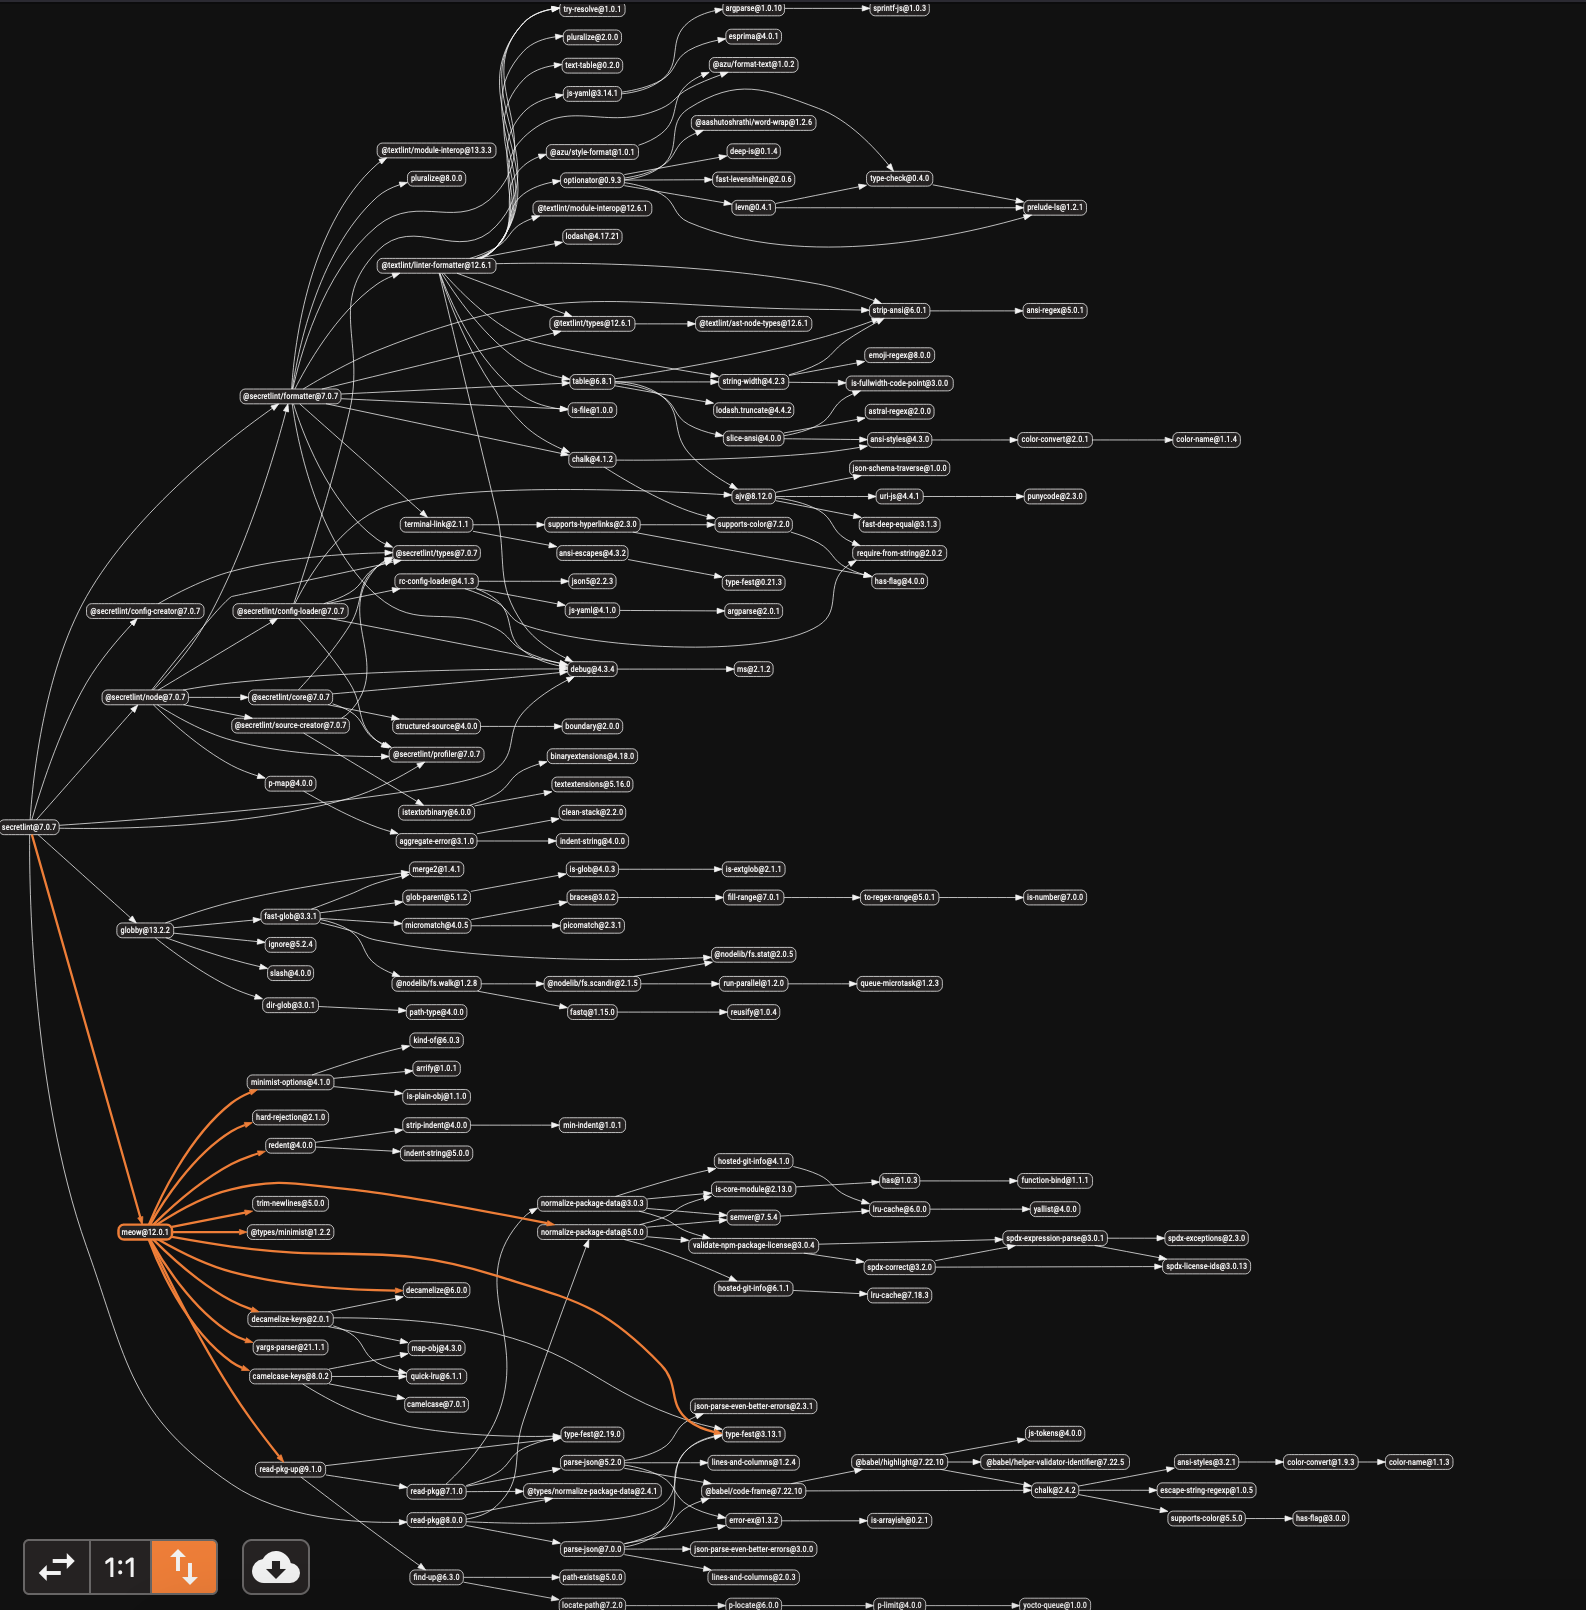 try-resolve@1.0.1
argparse@1.0.10
sprintf-js@1.0.3
pluralize@2.0.0
esprima@4.0.1
text-table@0.2.0
@azu/format-text@1.0.2
js-yaml@3.14.1
@aashutoshrathi/word-wrap@1.2.6
@textlint/module-interop@13.3.3
@azu/style-format@1.0.1
deep-is@0.1.4
pluralize@8.0.0
optionator@0.9.3
fast-levenshtein@2.0.6
type-check@0.4.0
@textlint/module-interop@12.6.1
levn@0.4.1
prelude-ls@1.2.1
lodash@4.17.21
@textlint/linter-formatter@12.6.1
strip-ansi@6.0.1
ansi-regex@5.0.1
@textlint/types@12.6.1
@textlint/ast-node-types@12.6.1
emoji-regex@8.0.0
table@6.8.1
string-width@4.2.3
is-fullwidth-code-point@3.0.0
@secretlint/formatter@7.0.7
is-file@1.0.0
lodash.truncate@4.4.2
astral-regex@2.0.0
slice-ansi@4.0.0
ansi-styles@4.3.0
color-convert@2.0.1
color-name@1.1.4
chalk@4.1.2
json-schema-traverse@1.0.0
ajv@8.12.0
uri-js@4.4.1
punycode@2.3.0
terminal-link@2.1.1
supports-hyperlinks@2.3.0
supports-color@7.2.0
fast-deep-equal@3.1.3
@secretlint/types@7.0.7
ansi-escapes@4.3.2
require-from-string@2.0.2
rc-config-loader@4.1.3
json5@2.2.3
type-fest@0.21.3
has-flag@4.0.0
@secretlint/config-creator@7.0.7
@secretlint/config-loader@7.0.7
js-yaml@4.1.0
argparse@2.0.1
debug@4.3.4
ms@2.1.2
@secretlint/node@7.0.7
@secretlint/core@7.0.7
@secretlint/source-creator@7.0.7
structured-source@4.0.0
boundary@2.0.0
@secretlint/profiler@7.0.7
binaryextensions@4.18.0
p-map@4.0.0
textextensions@5.16.0
istextorbinary@6.0.0
clean-stack@2.2.0
secretlint@7.0.7
aggregate-error@3.1.0
indent-string@4.0.0
merge2@1.4.1
is-glob@4.0.3
is-extglob@2.1.1
glob-parent@5.1.2
braces@3.0.2
fill-range@7.0.1
to-regex-range@5.0.1
is-number@7.0.0
fast-glob@3.3.1
globby@13.2.2
micromatch@4.0.5
picomatch@2.3.1
ignore@5.2.4
@nodelib/fs.stat@2.0.5
slash@4.0.0
@nodelib/fs.walk@1.2.8
@nodelib/fs.scandir@2.1.5
run-parallel@1.2.0
queue-microtask@1.2.3
dir-glob@3.0.1
path-type@4.0.0
fastq@1.15.0
reusify@1.0.4
kind-of@6.0.3
arrify@1.0.1
minimist-options@4.1.0
is-plain-obj@1.1.0
hard-rejection@2.1.0
strip-indent@4.0.0
min-indent@1.0.1
redent@4.0.0
indent-string@5.0.0
hosted-git-info@4.1.0
is-core-module@2.13.0
has@1.0.3
function-bind@1.1.1
trim-newlines@5.0.0
normalize-package-data@3.0.3
semver@7.5.4
lru-cache@6.0.0
yallist@4.0.0
meow@12.0.1
@types/minimist@1.2.2
normalize-package-data@5.0.0
validate-npm-package-license@3.0.4
spdx-expression-parse@3.0.1
spdx-exceptions@2.3.0
spdx-correct@3.2.0
spdx-license-ids@3.0.13
decamelize@6.0.0
hosted-git-info@6.1.1
lru-cache@7.18.3
decamelize-keys@2.0.1
yargs-parser@21.1.1
map-obj@4.3.0
camelcase-keys@8.0.2
quick-lru@6.1.1
camelcase@7.0.1
json-parse-even-better-errors@2.3.1
type-fest@2.19.0
type-fest@3.13.1
js-tokens@4.0.0
read-pkg-up@9.1.0
parse-json@5.2.0
lines-and-columns@1.2.4
@babel/highlight@7.22.10
@babel/helper-validator-identifier@7.22.5
ansi-styles@3.2.1
color-convert@1.9.3
color-name@1.1.3
read-pkg@7.1.0
@types/normalize-package-data@2.4.1
@babel/code-frame@7.22.10
chalk@2.4.2
escape-string-regexp@1.0.5
read-pkg@8.0.0
error-ex@1.3.2
is-arrayish@0.2.1
supports-color@5.5.0
has-flag@3.0.0
parse-json@7.0.0
json-parse-even-better-errors@3.0.0
1:1
find-up@6.3.0
path-exists@5.0.0
lines-and-columns@2.0.3
locate-path@7.2.0
p-locate@6.0.0
p-limit@4.0.0
yocto-queue@1.0.0